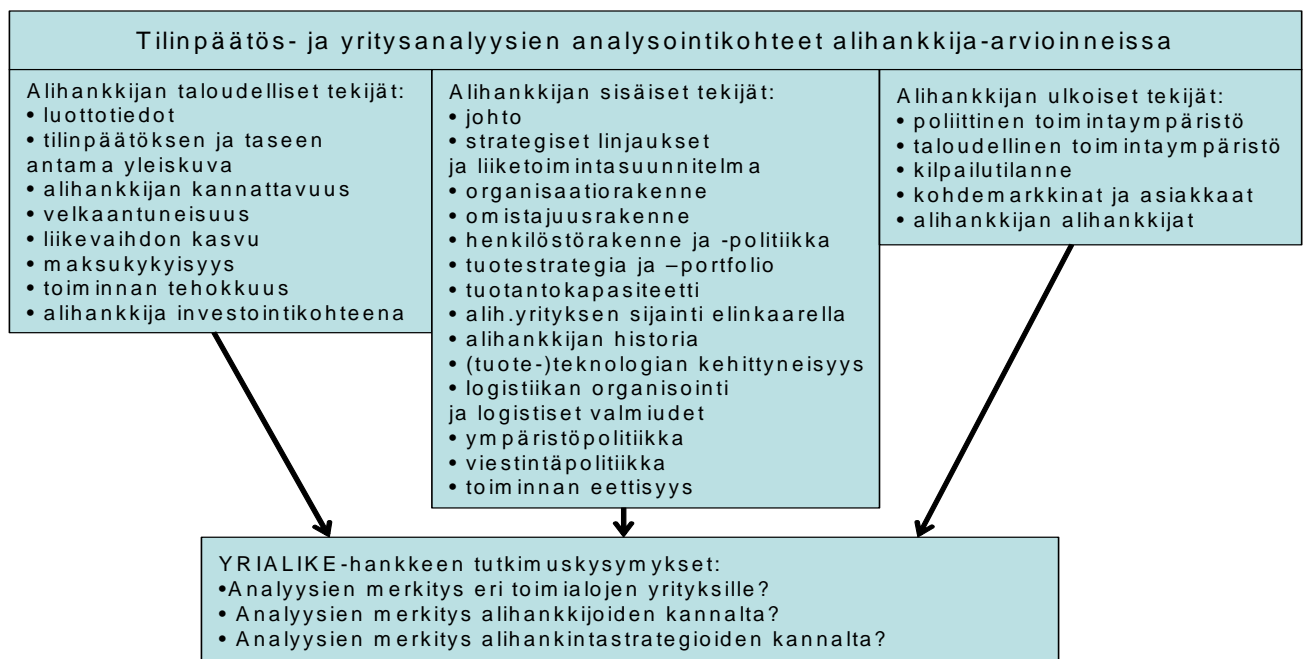 Tilinpäätös- ja yritysanalyysien analysointikohteet alihankkija-arvioinneissa
Alihankkijan taloudelliset tekijät:
• luottotiedot
• tilinpäätöksen ja taseen
antama yleiskuva
• alihankkijan kannattavuus
• velkaantuneisuus
• liikevaihdon kasvu
• maksukykyisyys
• toiminnan tehokkuus
• alihankkija investointikohteena
Alihankkijan sisäiset tekijät:
• johto
• strategiset linjaukset
ja liiketoimintasuunnitelma
• organisaatiorakenne
• omistajuusrakenne
• henkilöstörakenne ja -politiikka
• tuotestrategia ja –portfolio
• tuotantokapasiteetti
• alih.yrityksen sijainti elinkaarella
• alihankkijan historia
• (tuote-)teknologian kehittyneisyys
• logistiikan organisointi
ja logistiset valmiudet
• ympäristöpolitiikka
• viestintäpolitiikka
• toiminnan eettisyys
Alihankkijan ulkoiset tekijät:
• poliittinen toimintaympäristö
• taloudellinen toimintaympäristö
• kilpailutilanne
• kohdemarkkinat ja asiakkaat
• alihankkijan alihankkijat
YRIALIKE-hankkeen tutkimuskysymykset:
•Analyysien merkitys eri toimialojen yrityksille?
• Analyysien merkitys alihankkijoiden kannalta?
• Analyysien merkitys alihankintastrategioiden kannalta?